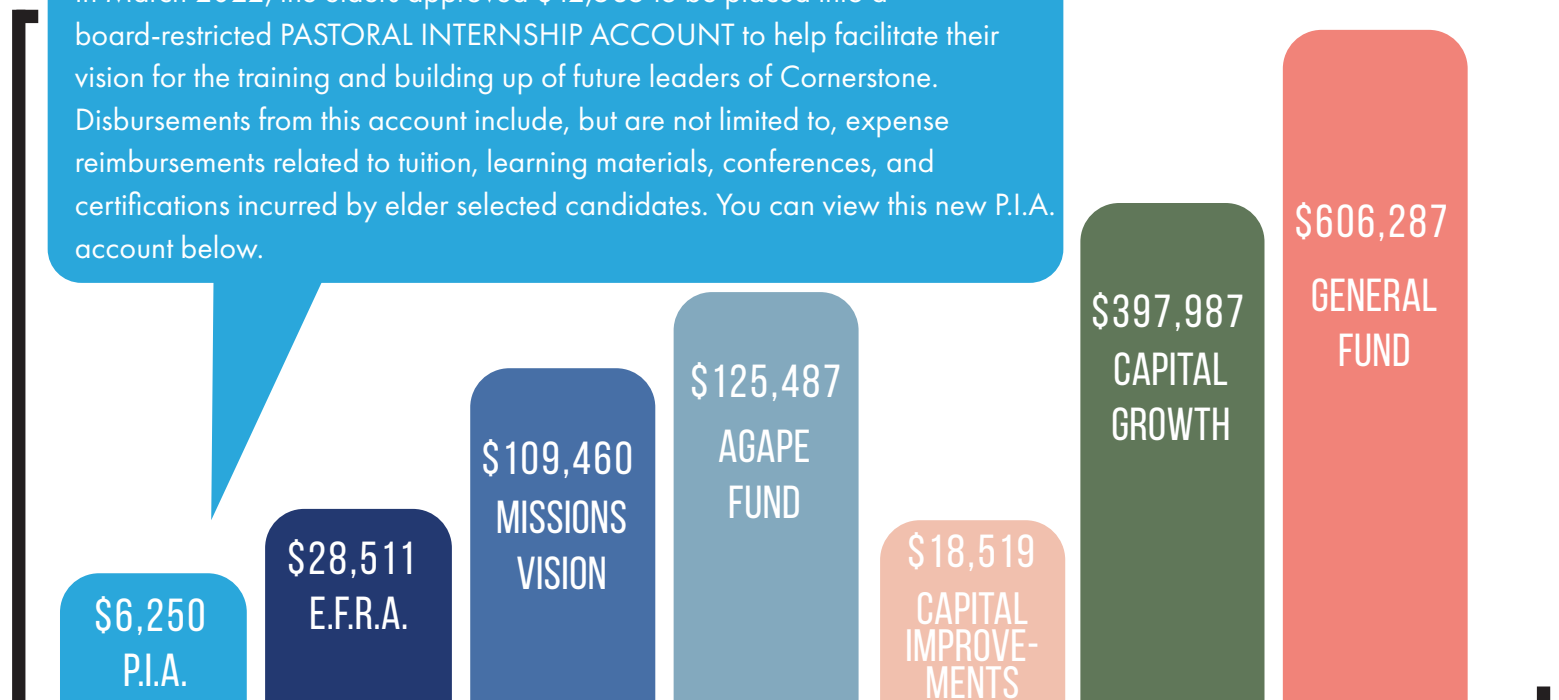 board-restricted PASTORAL INTERNSHIP ACCOUNT to help facilitate their
vision for the training and building up of future leaders of Cornerstone.
Disbursements from this account include, but are not limited to, expense
reimbursements related to tuition, learning materials, conferences, and
certifications incurred by elder selected candidates. You can view this new P.I.A.
account below.
$6,250
P.I.A.
$28,511
E.F.R.A.
$109,460
MISSIONS
VISION
$125,487
AGAPE
FUND
$18,519
CAPITAL
IMPROVE-
MENTS
$397,987
CAPITAL
GROWTH
$606,287
GENERAL
FUND